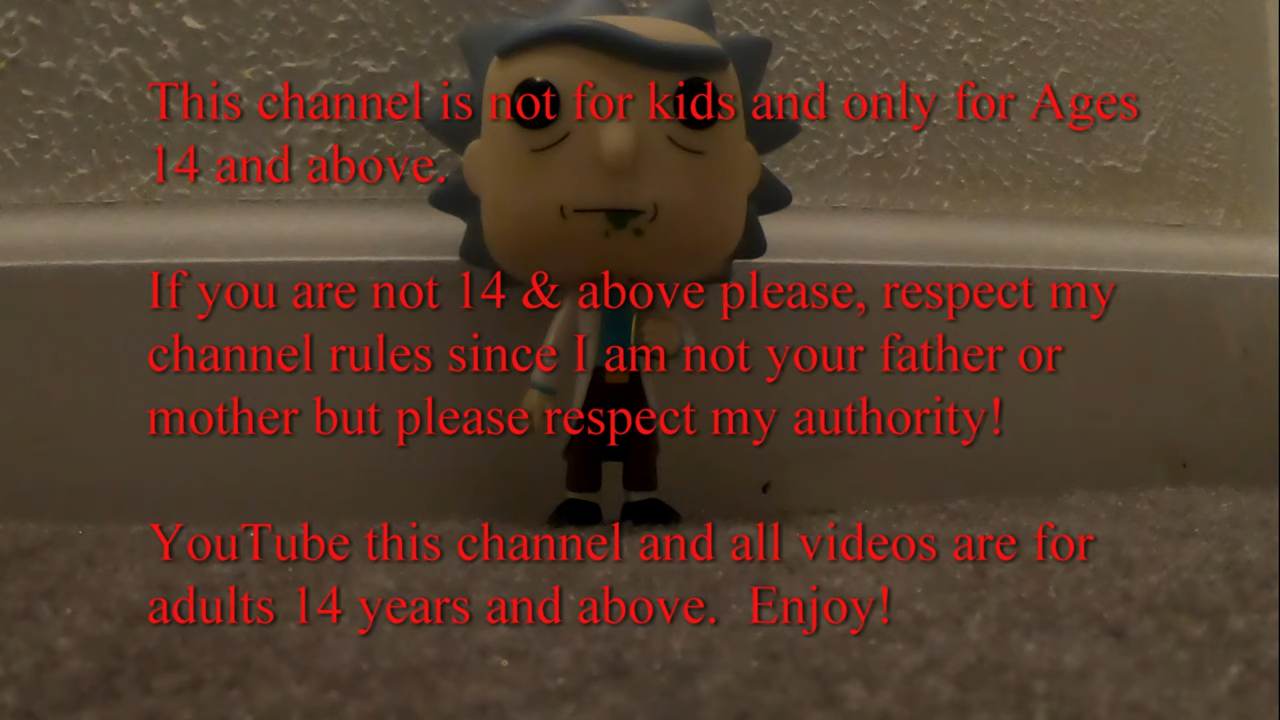 This channel is not for kids and only for Ages
14 and above.
If you are not 14 & above please, respect my
channel rules since I am not your father or
mother but please respect my authority!
YouTube this channel and all videos are for
adults 14 years and above.  Enjoy!